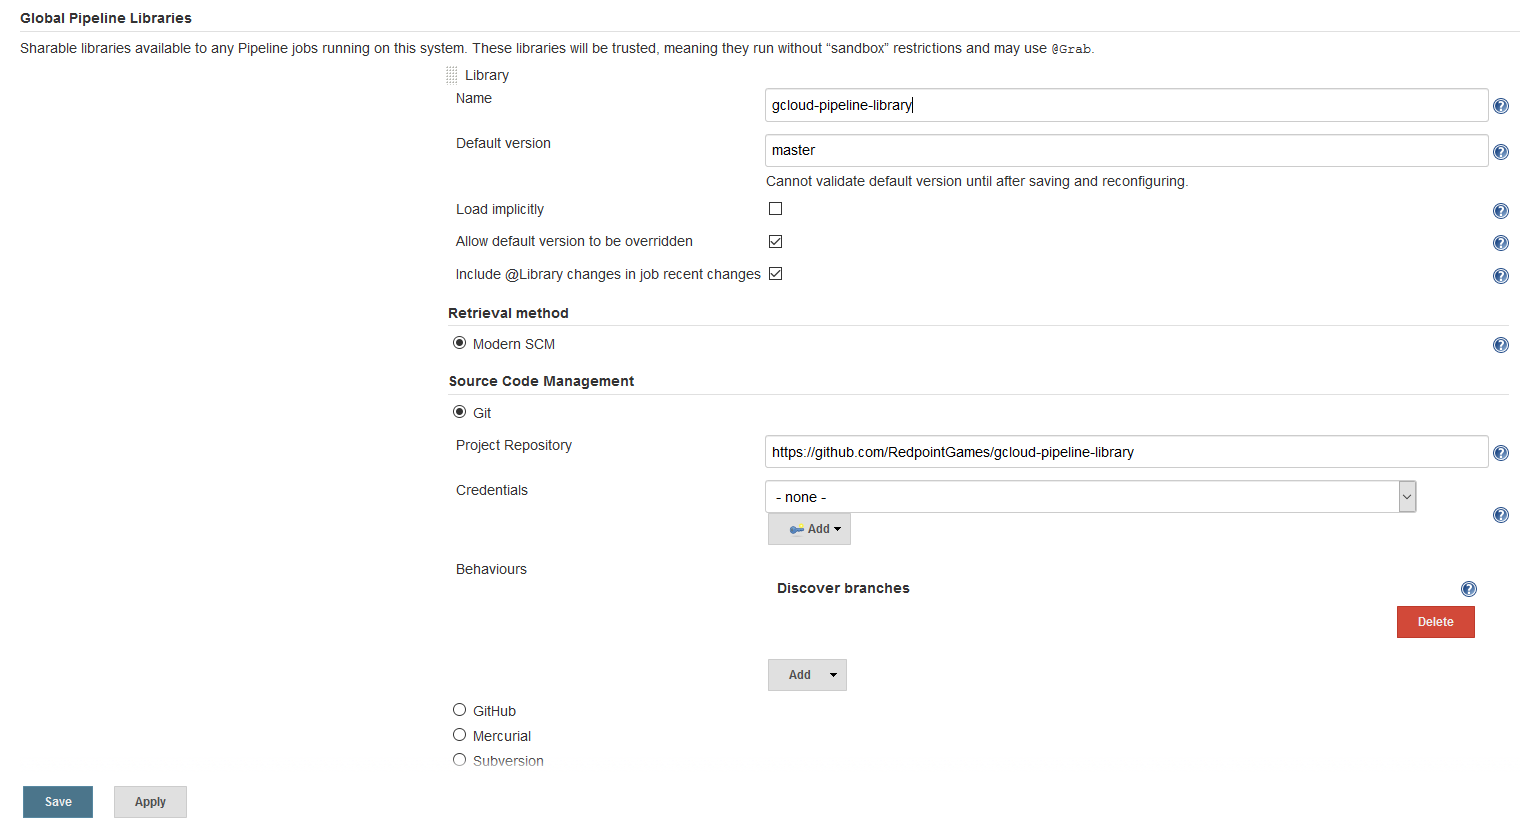 Global Pipeline Libraries
Sharable libraries available to any Pipeline jobs running on this system. These libraries will be trusted, meaning they run without “sandbox” restrictions and may use @Grab.
Library
Name
gcloud-pipeline-library
Default version
master
Cannot validate default version until after saving and reconfiguring.
Load implicitly
Allow default version to be overridden
Include @Library changes in job recent changes
Retrieval method
Modern SCM
Source Code Management
Git
Project Repository
https://github.com/RedpointGames/gcloud-pipeline-library
Credentials
- none -
Add
Behaviours
Discover branches
Delete
Add
GitHub
Mercurial
Subversion
Save
Apply